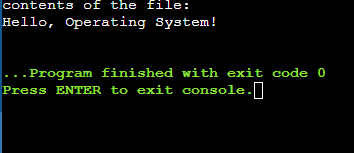 contents of the file:
Hello, Operating System!
...Program finished with exit code 0
Press ENTER to exit console.